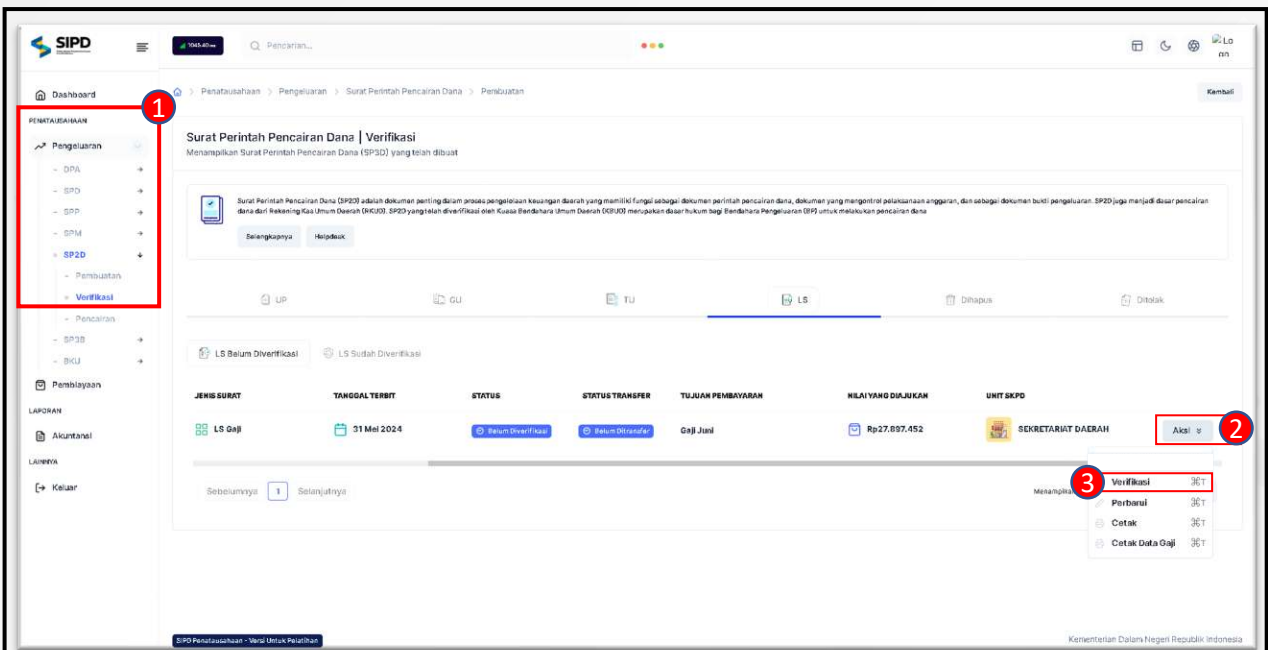 SIPD
1045.40 ms
Pencarian...
Lo
go
Dashboard
1
Penatausahaan > Pengeluaran > Surat Perintah Pencairan Dana > Pembuatan
Kembali
PENATAUSAHAAN
Pengeluaran
- DPA
- SPD
- SPP
- SPM
SP2D
- Pembuatan
Verifikasi
- Pencairan
- SP3B
- BKU
Pembiayaan
LAPORAN
Akuntansi
LAINNYA
Keluar
Surat Perintah Pencairan Dana | Verifikasi
Menampilkan Surat Perintah Pencairan Dana (SP3D) yang telah dibuat
Surat Perintah Pencairan Dana (SP2D) adalah dokumen penting dalam proses pengelolaan keuangan daerah yang memiliki fungsi sebagai dokumen perintah pencairan dana, dokumen yang mengontrol pelaksanaan anggaran, dan sebagai dokumen bukti pengeluaran. SP2D juga menjadi dasar pencairan
dana dari Rekening Kas Umum Daerah (RKUD). SP2D yang telah diverifikasi oleh Kuasa Bendahara Umum Daerah (KBUD) merupakan dasar hukum bagi Bendahara Pengeluaran (BP) untuk melakukan pencairan dana
Selengkapnya Helpdesk
UP GU TU LS Dihapus Ditolak
LS Belum Diverifikasi LS Sudah Diverifikasi
JENIS SURAT TANGGAL TERBIT STATUS STATUS TRANSFER TUJUAN PEMBAYARAN NILAI YANG DIAJUKAN UNIT SKPD
LS Gaji 31 Mei 2024 Belum Diverifikasi Belum Ditransfer Gaji Juni Rp27.897.452 SEKRETARIAT DAERAH Aksi 2
Sebelumnya 1 Selanjutnya
3 Verifikasi ⌘T
Perbarui ⌘T
Cetak ⌘T
Cetak Data Gaji ⌘T
SIPD Penatausahaan - Versi Untuk Pelatihan
Kementerian Dalam Negeri Republik Indonesia